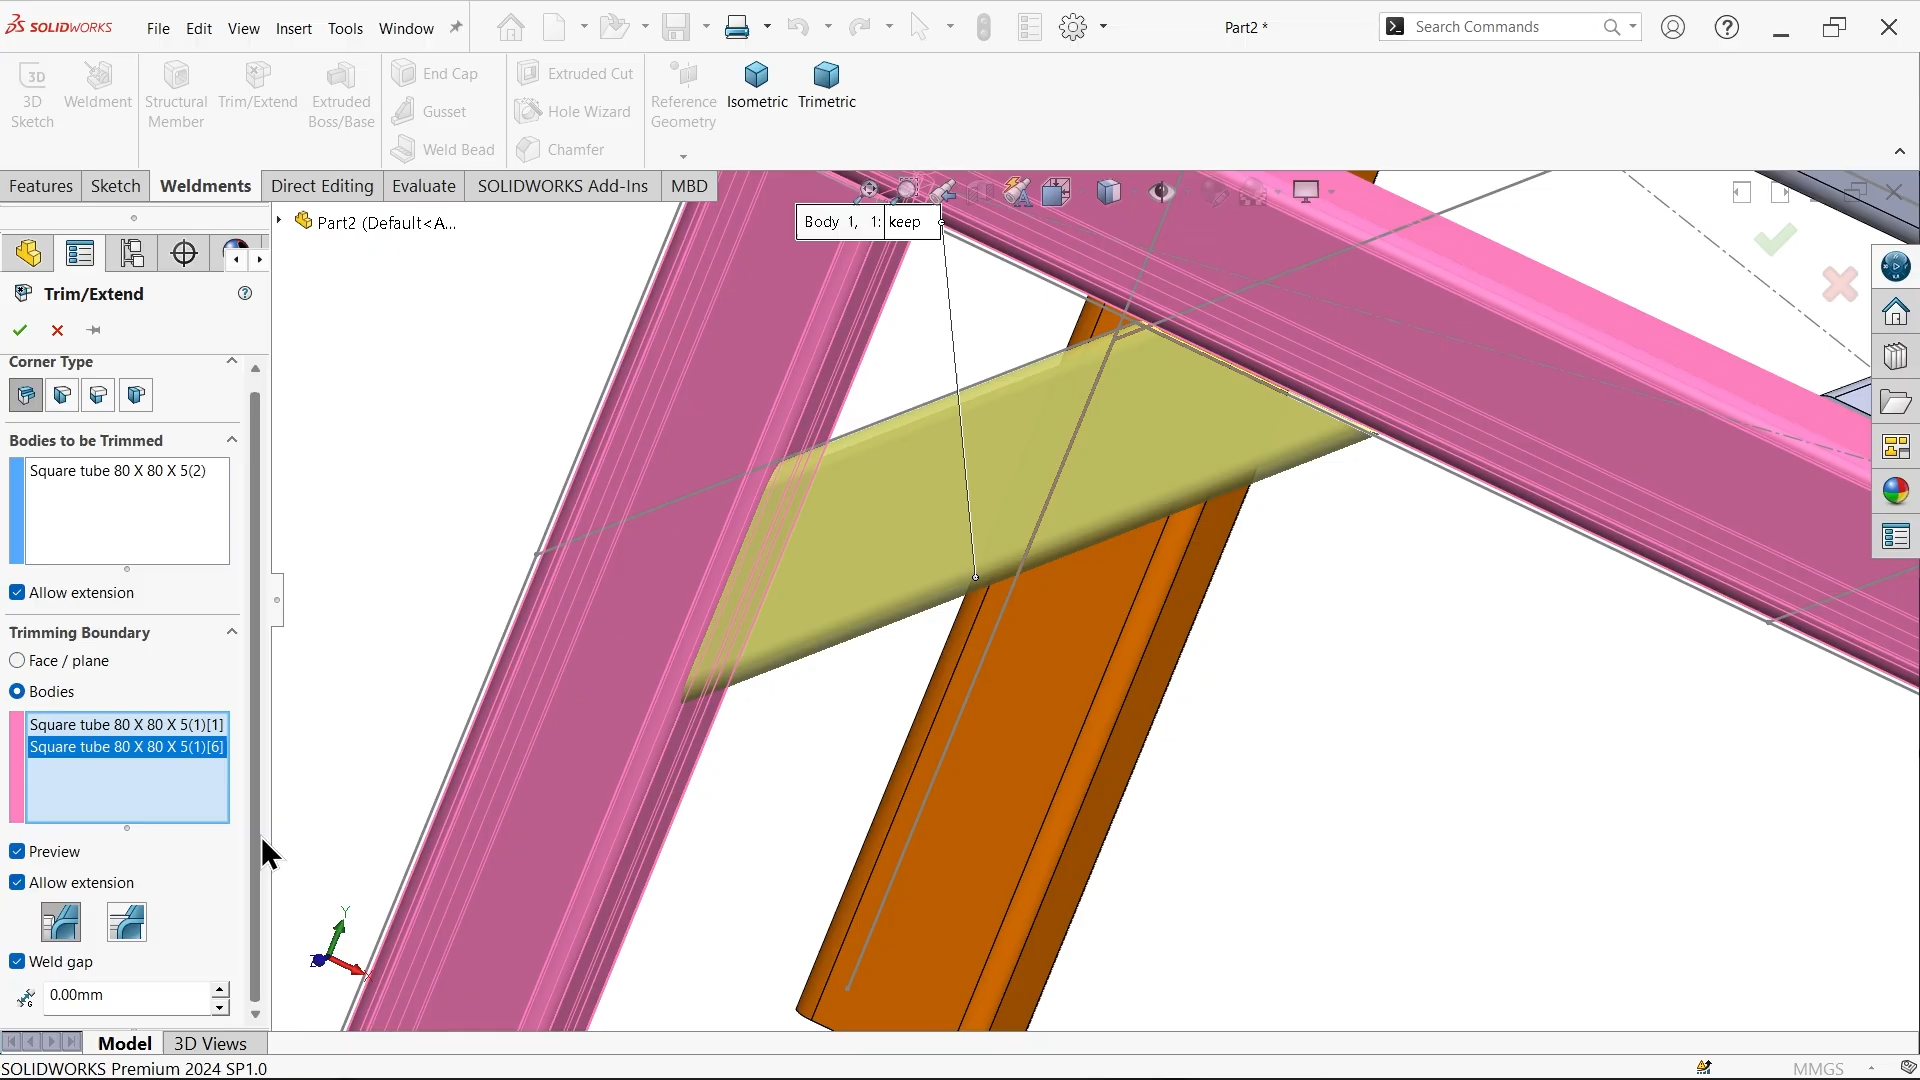 SOLIDWORKS
File Edit View Insert Tools Window
Part2 *
Search Commands
3D Sketch
Weldment
Structural Member
Trim/Extend
Extruded Boss/Base
End Cap
Gusset
Weld Bead
Extruded Cut
Hole Wizard
Chamfer
Reference Geometry
Isometric
Trimetric
Features Sketch Weldments Direct Editing Evaluate SOLIDWORKS Add-Ins MBD
Part2 (Default<A...
Body 1, 1: keep
Trim/Extend
Corner Type
Bodies to be Trimmed
Square tube 80 X 80 X 5(2)
Allow extension
Trimming Boundary
Face / plane
Bodies
Square tube 80 X 80 X 5(1)[1]
Square tube 80 X 80 X 5(1)[6]
Preview
Allow extension
Weld gap
G
0.00mm
Y
X
Z
Model 3D Views
SOLIDWORKS Premium 2024 SP1.0
MMGS